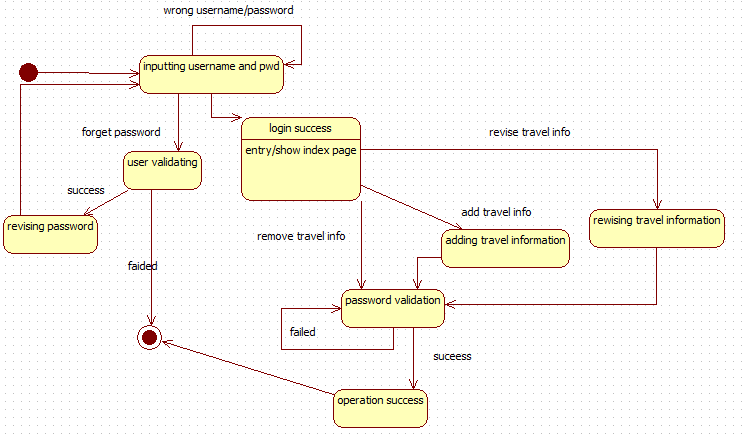 wrong username/password
inputting username and pwd
forget password
login success
entry/show index page
revise travel info
user validating
success
revising password
add travel info
rewising travel information
remove travel info
adding travel information
faided
password validation
failed
suceess
operation success